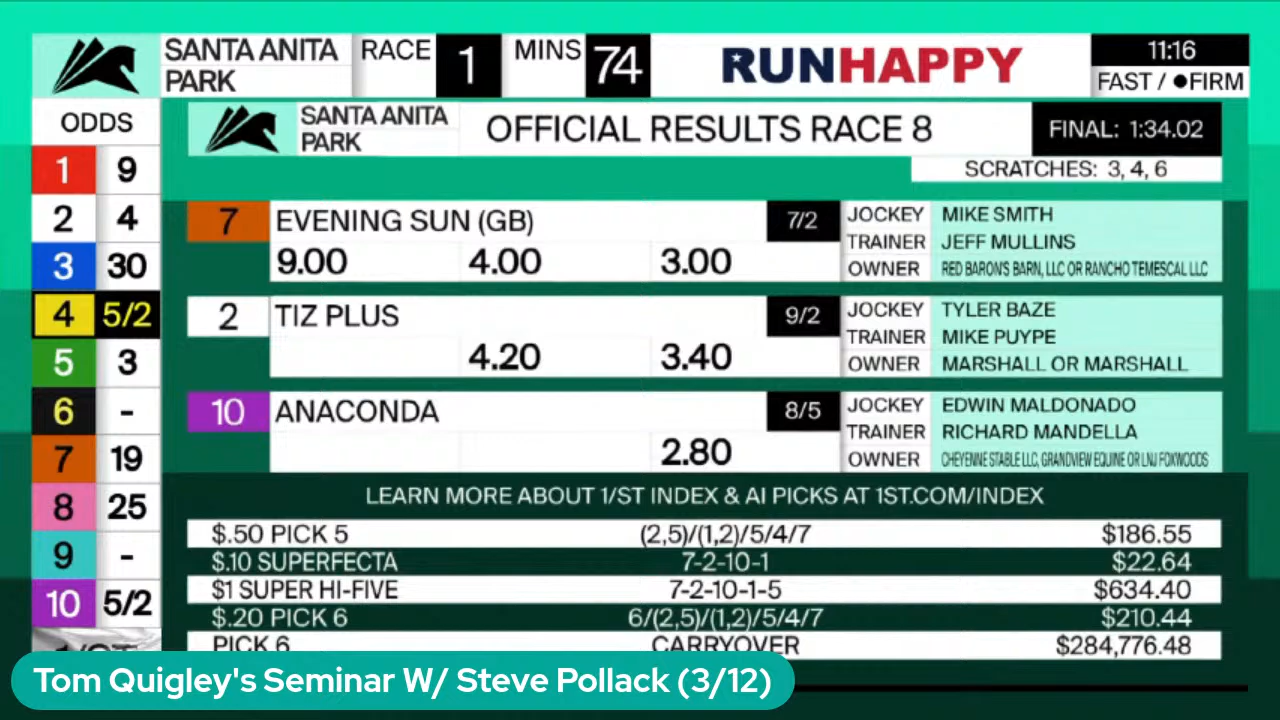 SANTA ANITA PARK RACE 1 MINS 74 RUNHAPPY 11:16
FAST / ●FIRM
ODDS
1 9
2 4
3 30
4 5/2
5 3
6 -
7 19
8 25
9 -
10 5/2
SANTA ANITA PARK OFFICIAL RESULTS RACE 8 FINAL: 1:34.02
SCRATCHES: 3, 4, 6
7 EVENING SUN (GB) 7/2 JOCKEY MIKE SMITH
TRAINER JEFF MULLINS
9.00 4.00 3.00 OWNER RED BARON'S BARN, LLC OR RANCHO TEMESCAL LLC
2 TIZ PLUS 9/2 JOCKEY TYLER BAZE
TRAINER MIKE PUYPE
4.20 3.40 OWNER MARSHALL OR MARSHALL
10 ANACONDA 8/5 JOCKEY EDWIN MALDONADO
TRAINER RICHARD MANDELLA
2.80 OWNER CHEYENNE STABLE LLC, GRANDVIEW EQUINE OR LNJ FOXWOODS
LEARN MORE ABOUT 1/ST INDEX & AI PICKS AT 1ST.COM/INDEX
$.50 PICK 5 (2,5)/(1,2)/5/4/7 $186.55
$.10 SUPERFECTA 7-2-10-1 $22.64
$1 SUPER HI-FIVE 7-2-10-1-5 $634.40
$.20 PICK 6 6/(2,5)/(1,2)/5/4/7 $210.44
PICK 6 CARRYOVER $284,776.48
Tom Quigley's Seminar W/ Steve Pollack (3/12)